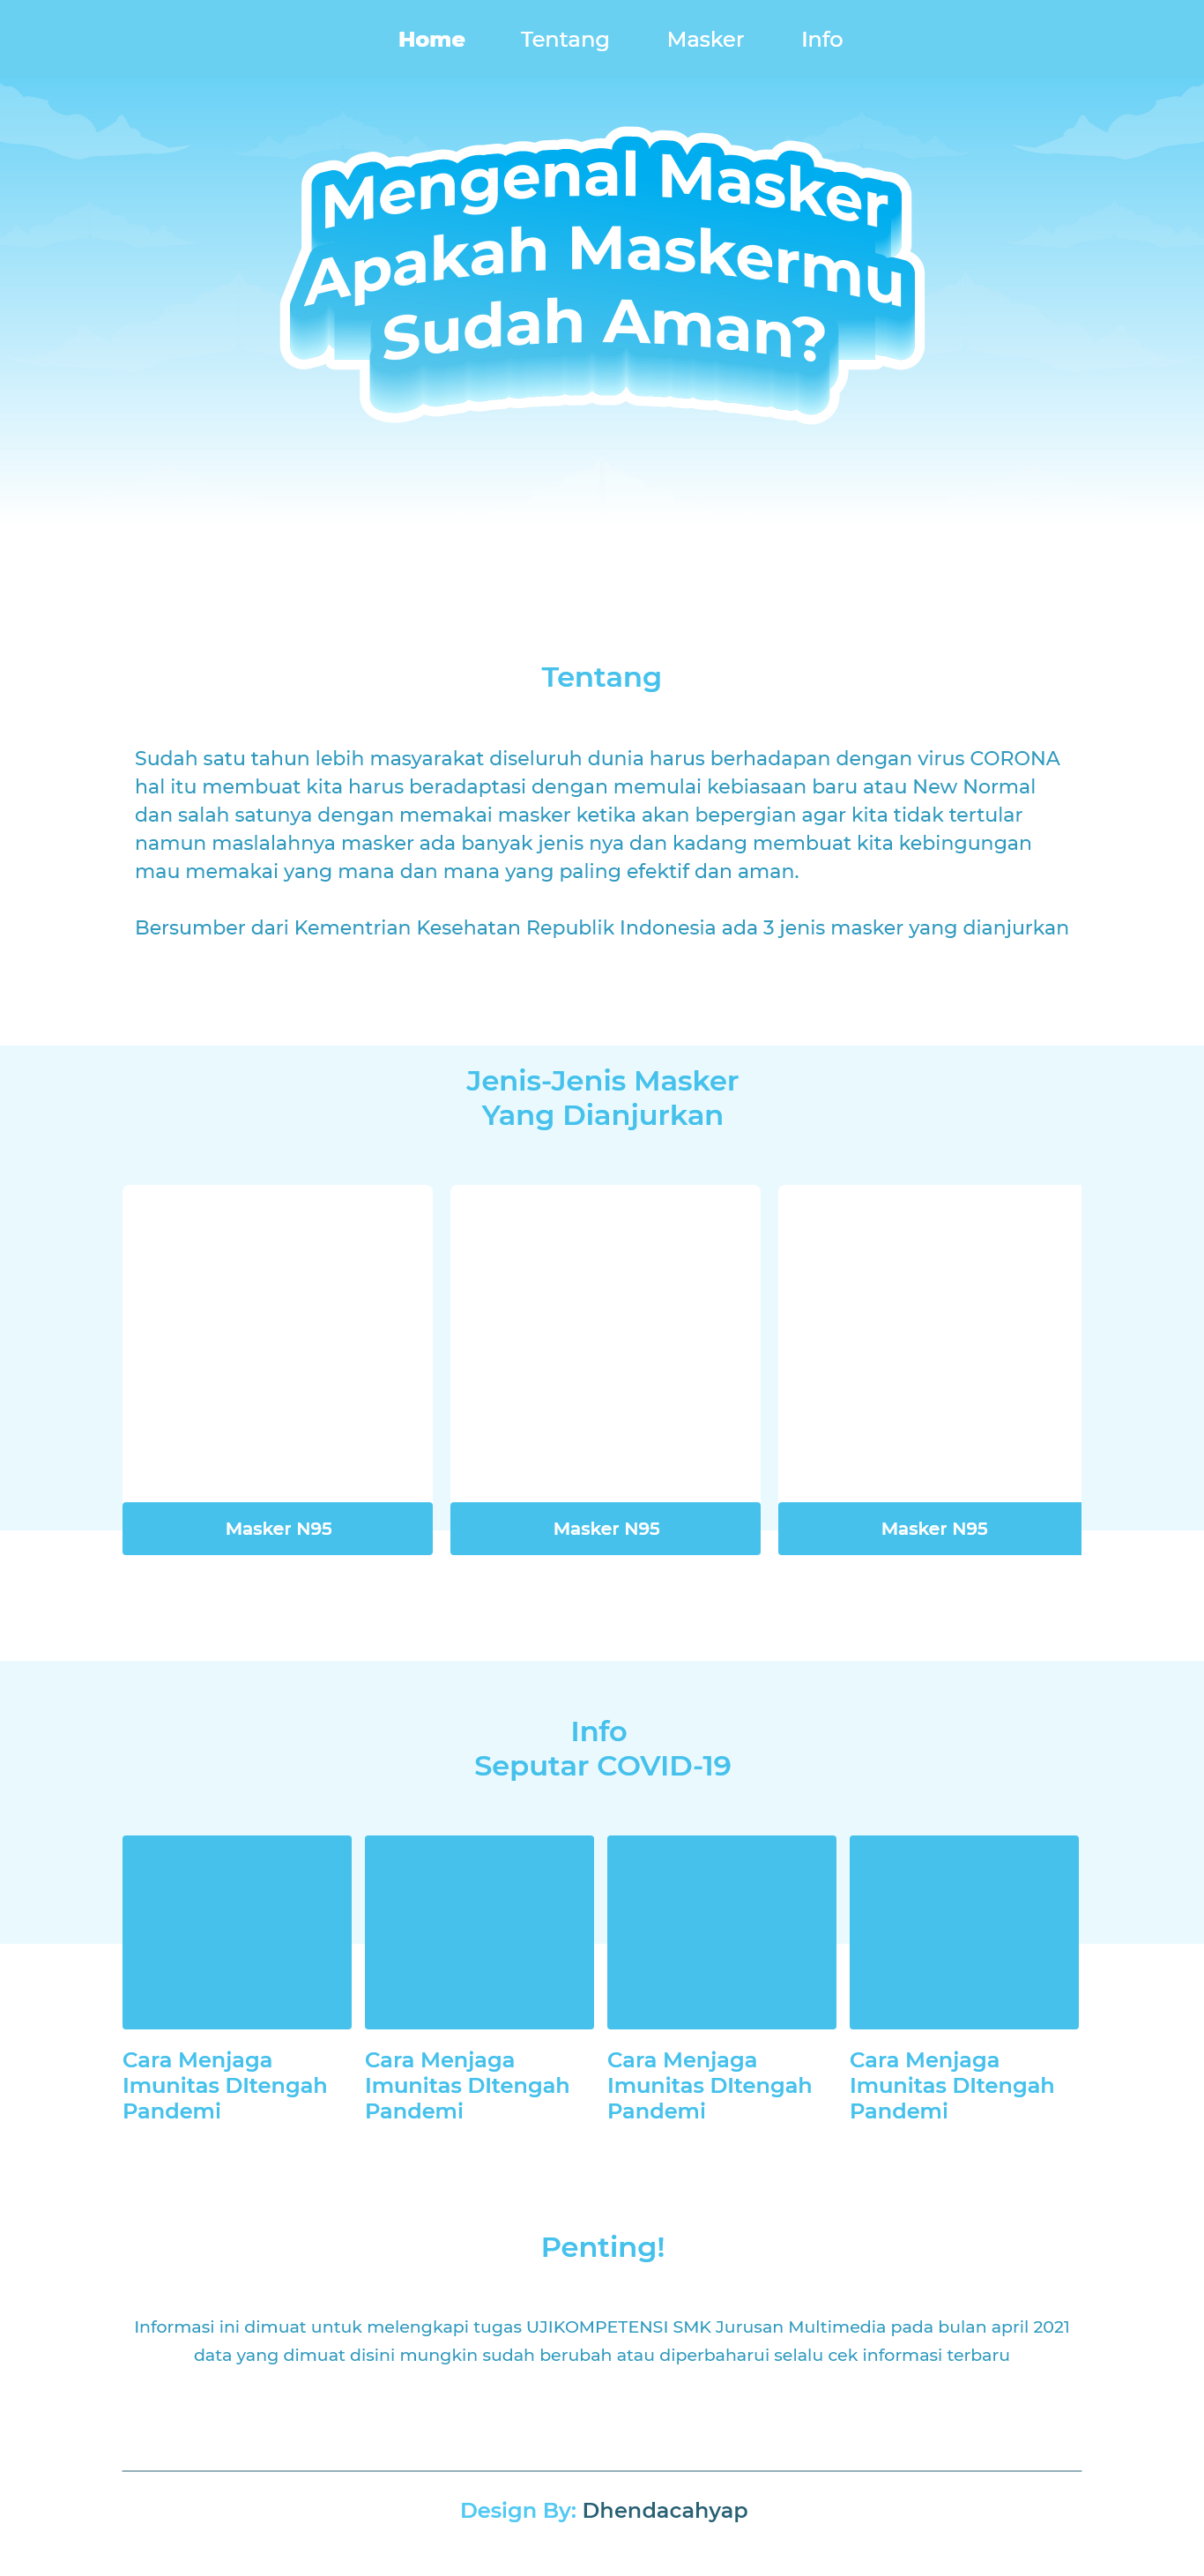 Home Tentang Masker Info
Mengenal Masker
Apakah Maskermu
Sudah Aman?
Tentang
Sudah satu tahun lebih masyarakat diseluruh dunia harus berhadapan dengan virus CORONA
hal itu membuat kita harus beradaptasi dengan memulai kebiasaan baru atau New Normal
dan salah satunya dengan memakai masker ketika akan bepergian agar kita tidak tertular
namun maslalahnya masker ada banyak jenis nya dan kadang membuat kita kebingungan
mau memakai yang mana dan mana yang paling efektif dan aman.
Bersumber dari Kementrian Kesehatan Republik Indonesia ada 3 jenis masker yang dianjurkan
Jenis-Jenis Masker
Yang Dianjurkan
Masker N95 Masker N95 Masker N95
Info
Seputar COVID-19
Cara Menjaga
Imunitas DItengah
Pandemi
Cara Menjaga
Imunitas DItengah
Pandemi
Cara Menjaga
Imunitas DItengah
Pandemi
Cara Menjaga
Imunitas DItengah
Pandemi
Penting!
Informasi ini dimuat untuk melengkapi tugas UJIKOMPETENSI SMK Jurusan Multimedia pada bulan april 2021
data yang dimuat disini mungkin sudah berubah atau diperbaharui selalu cek informasi terbaru
Design By: Dhendacahyap